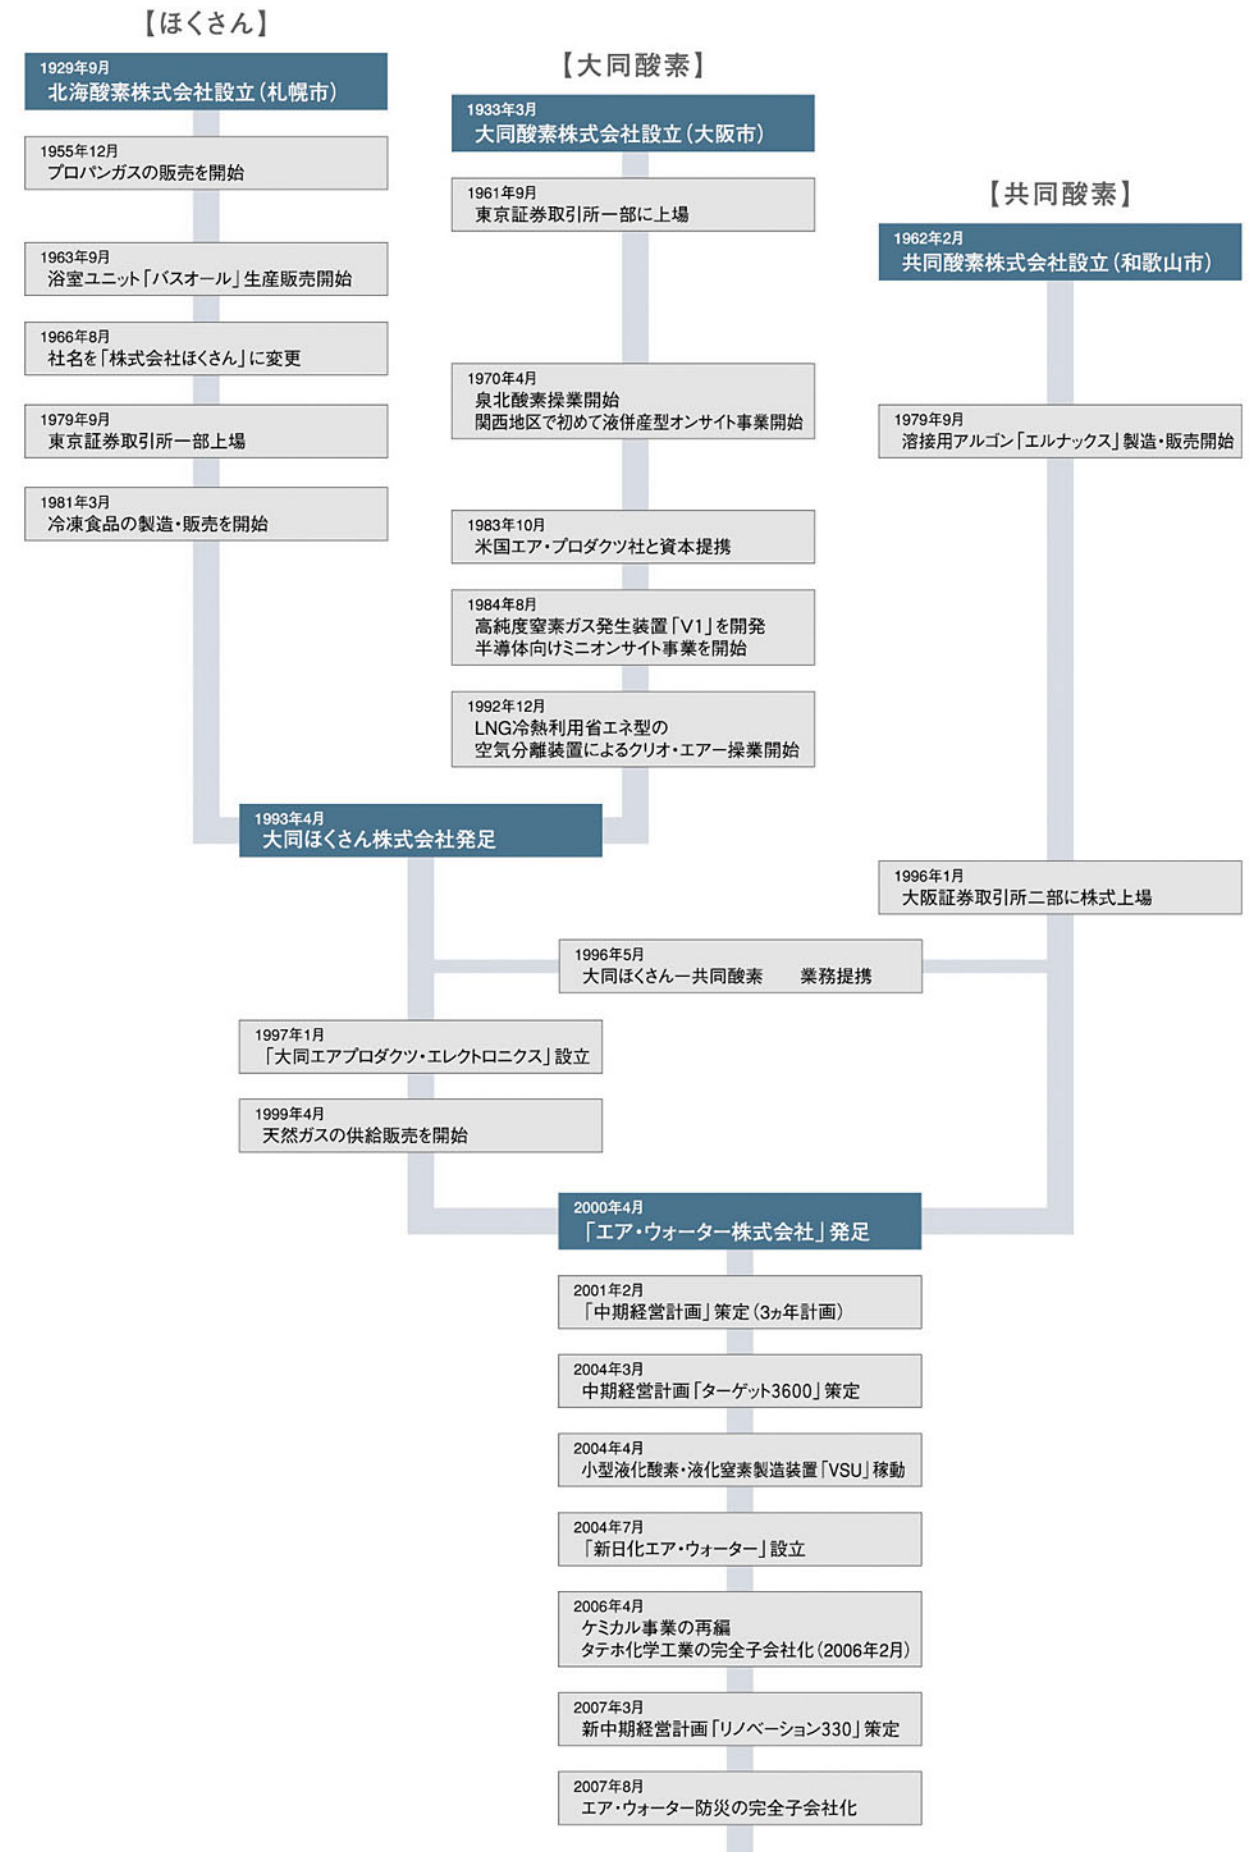 【ほくさん】
1929年9月
北海酸素株式会社設立(札幌市)
1955年12月
プロパンガスの販売を開始
1963年9月
浴室ユニット「バスオール」生産販売開始
1966年8月
社名を「株式会社ほくさん」に変更
1979年9月
東京証券取引所一部上場
1981年3月
冷凍食品の製造・販売を開始
【大同酸素】
1933年3月
大同酸素株式会社設立(大阪市)
1961年9月
東京証券取引所一部に上場
1970年4月
泉北酸素操業開始
関西地区で初めて液併産型オンサイト事業開始
1983年10月
米国エア・プロダクツ社と資本提携
1984年8月
高純度窒素ガス発生装置「V1」を開発
半導体向けミニオンサイト事業を開始
1992年12月
LNG冷熱利用省エネ型の
空気分離装置によるクリオ・エアー操業開始
【共同酸素】
1962年2月
共同酸素株式会社設立(和歌山市)
1979年9月
溶接用アルゴン「エルナックス」製造・販売開始
1993年4月
大同ほくさん株式会社発足
1996年1月
大阪証券取引所二部に株式上場
1996年5月
大同ほくさんー共同酸素　業務提携
1997年1月
「大同エアプロダクツ・エレクトロニクス」設立
1999年4月
天然ガスの供給販売を開始
2000年4月
「エア・ウォーター株式会社」発足
2001年2月
「中期経営計画」策定(3ヵ年計画)
2004年3月
中期経営計画「ターゲット3600」策定
2004年4月
小型液化酸素・液化窒素製造装置「VSU」稼動
2004年7月
「新日化エア・ウォーター」設立
2006年4月
ケミカル事業の再編
タテホ化学工業の完全子会社化(2006年2月)
2007年3月
新中期経営計画「リノベーション330」策定
2007年8月
エア・ウォーター防災の完全子会社化